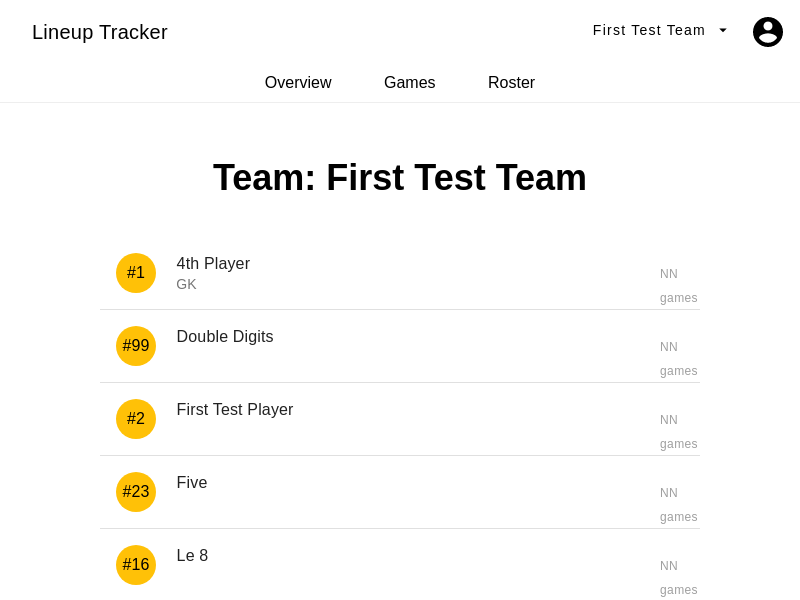 Lineup Tracker
First Test Team
Overview Games Roster
Team: First Test Team
#1
4th Player
GK
NN
games
#99
Double Digits
NN
games
#2
First Test Player
NN
games
#23
Five
NN
games
#16
Le 8
NN
games